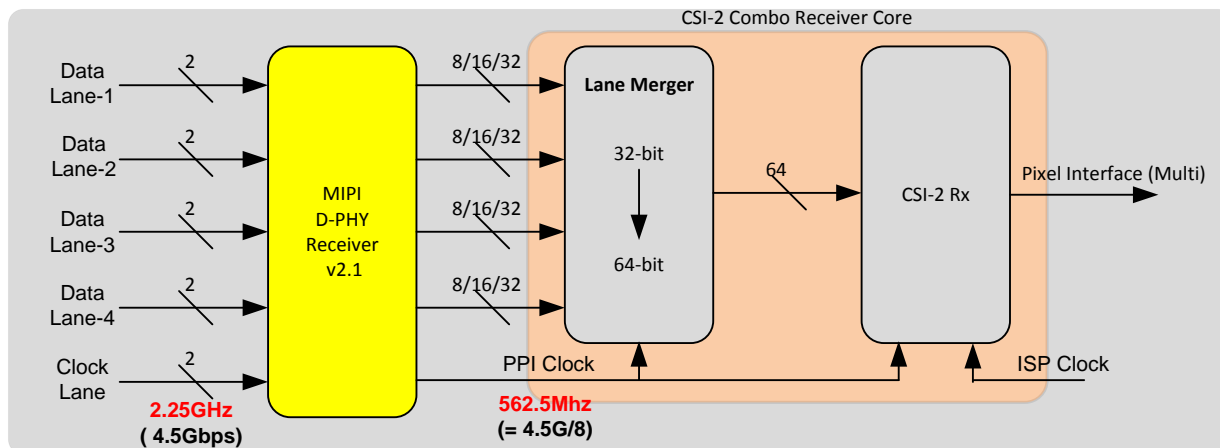 CSI-2 Combo Receiver Core
Data
Lane-1
2
8/16/32
Data
Lane-2
2
8/16/32
Data
Lane-3
2
8/16/32
Data
Lane-4
2
8/16/32
Clock
Lane
2
2.25GHz
( 4.5Gbps)
MIPI
D-PHY
Receiver
v2.1
Lane Merger
32-bit
64-bit
64
CSI-2 Rx
Pixel Interface (Multi)
PPI Clock
562.5Mhz
(= 4.5G/8)
ISP Clock